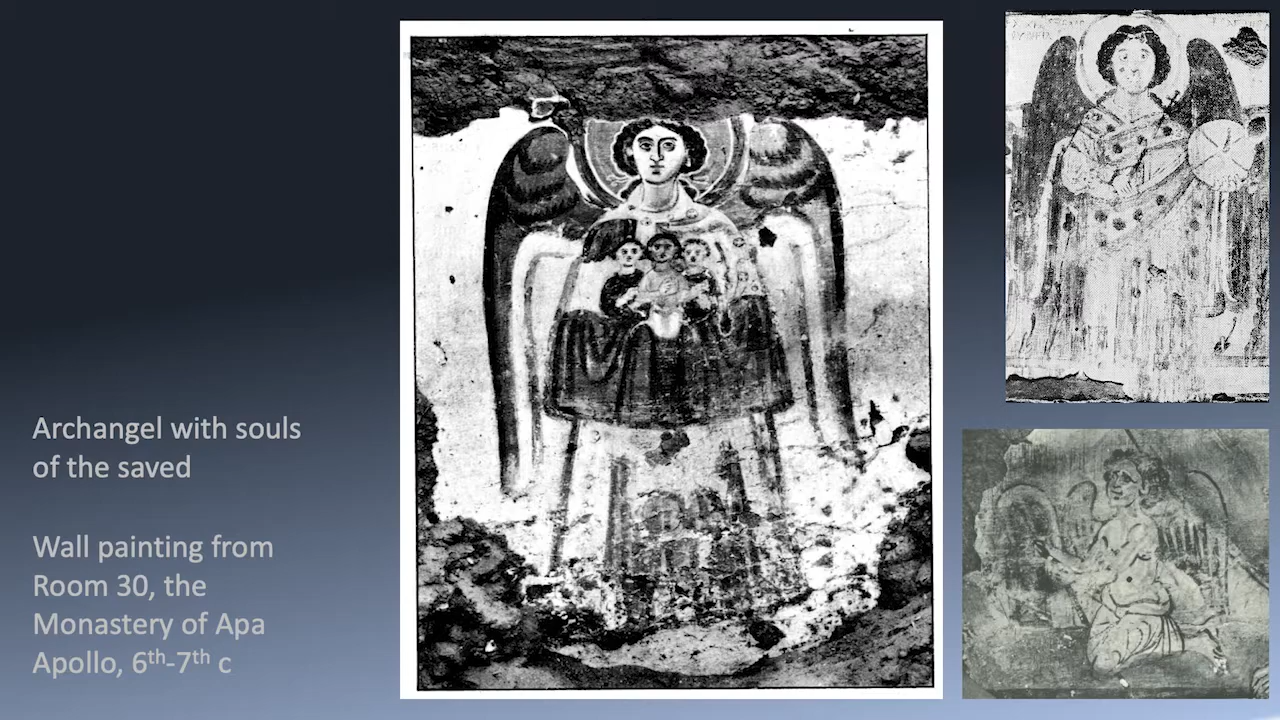 Archangel with souls
of the saved
Wall painting from
Room 30, the
Monastery of Apa
Apollo, 6th-7th c